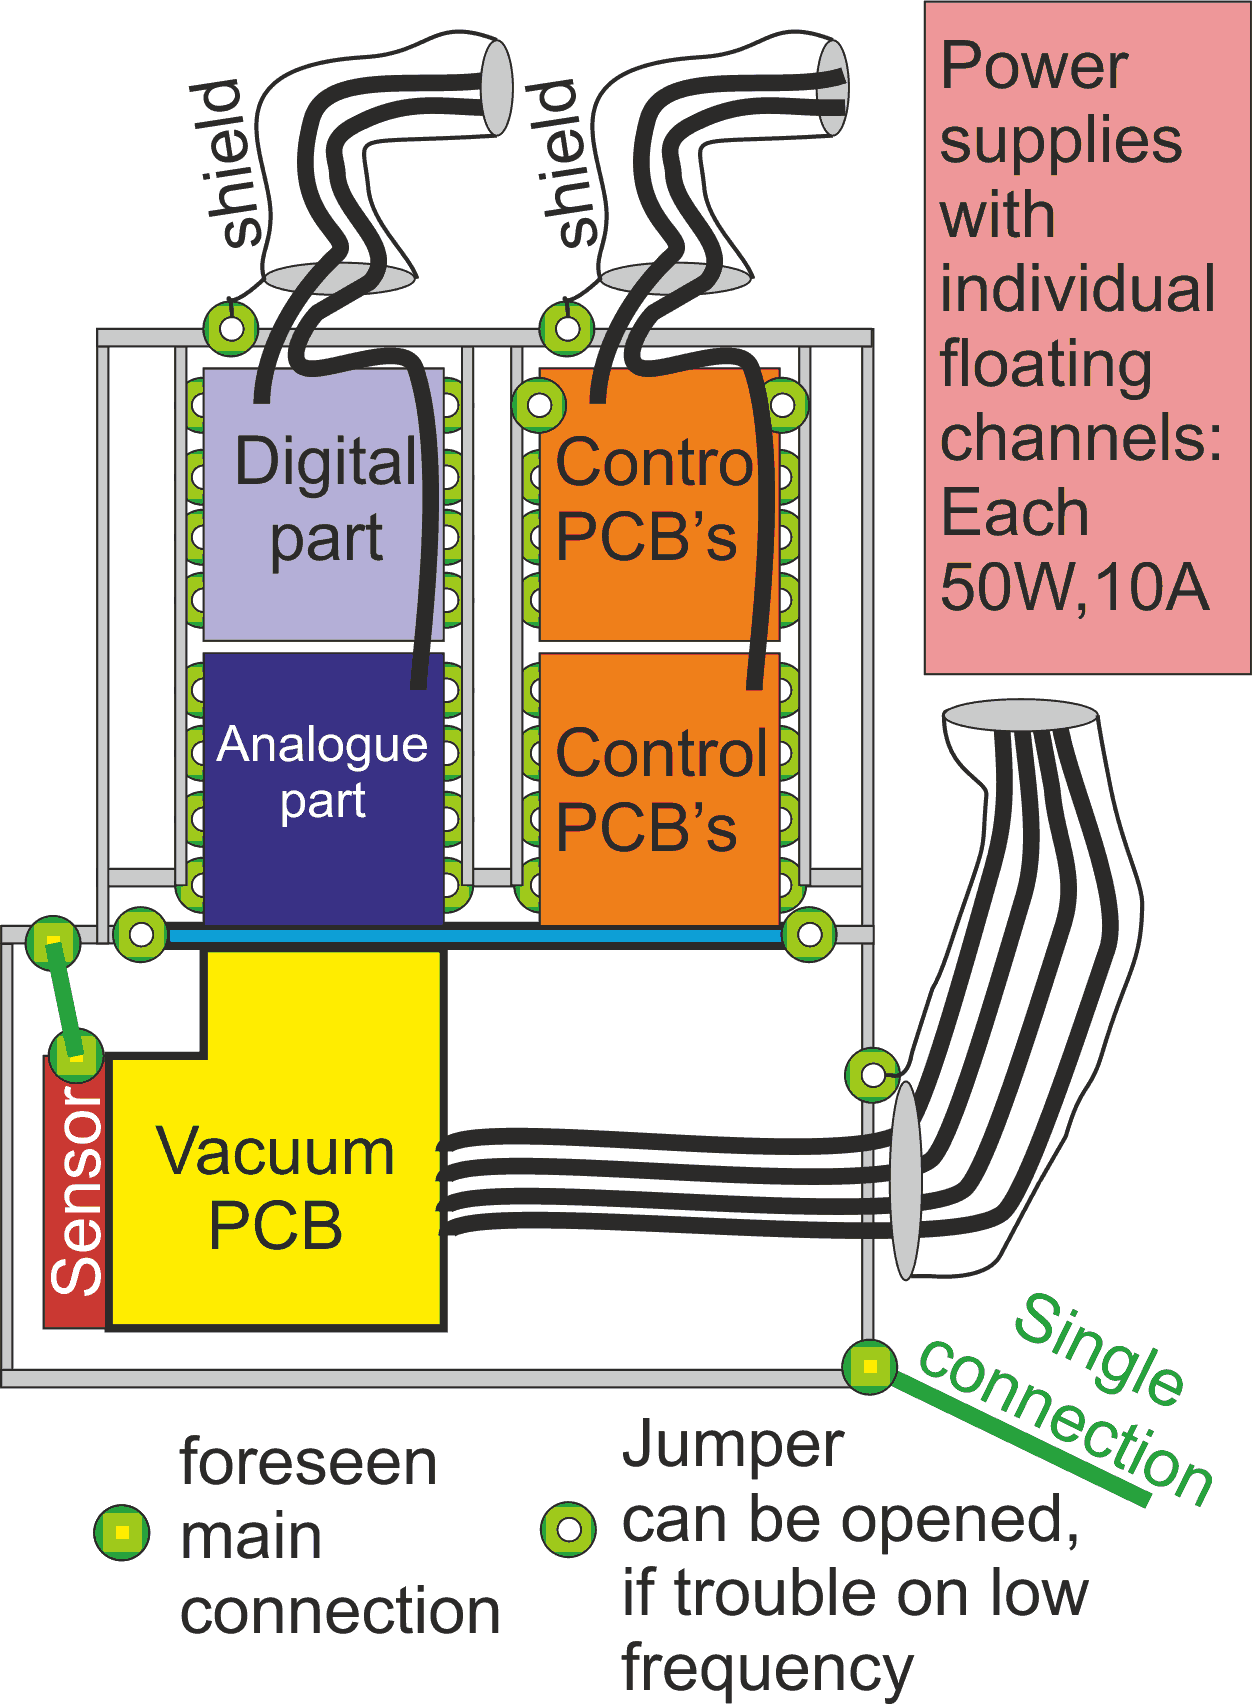 shield
shield
Power
supplies
with
individual
floating
channels:
Each
50W,10A
Digital
part
Contro
PCB's
Analogue
part
Control
PCB's
Sensor
Vacuum
PCB
Single
connection
foreseen
main
connection
Jumper
can be opened,
if trouble on low
frequency